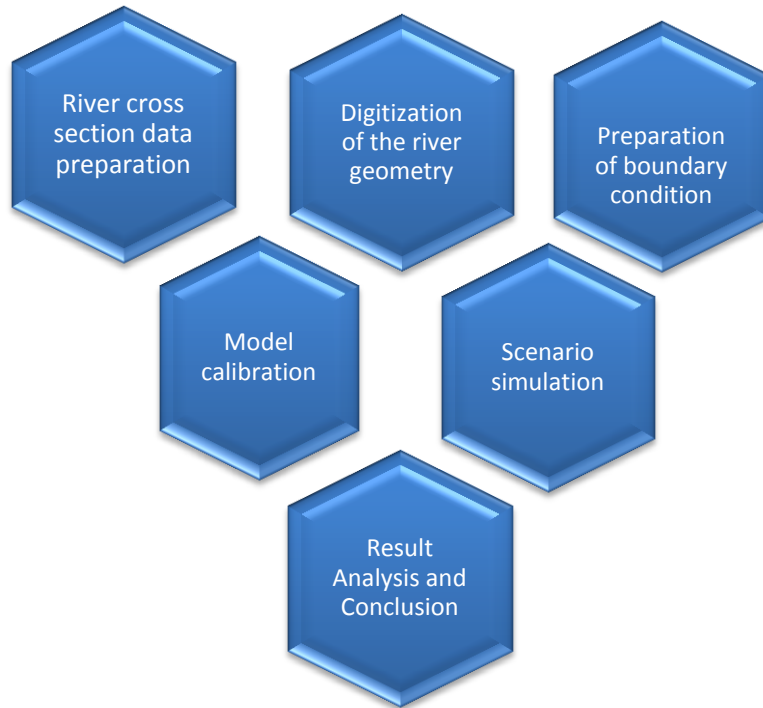 River cross
section data
preparation
Digitization
of the river
geometry
Preparation
of boundary
condition
Model
calibration
Scenario
simulation
Result
Analysis and
Conclusion